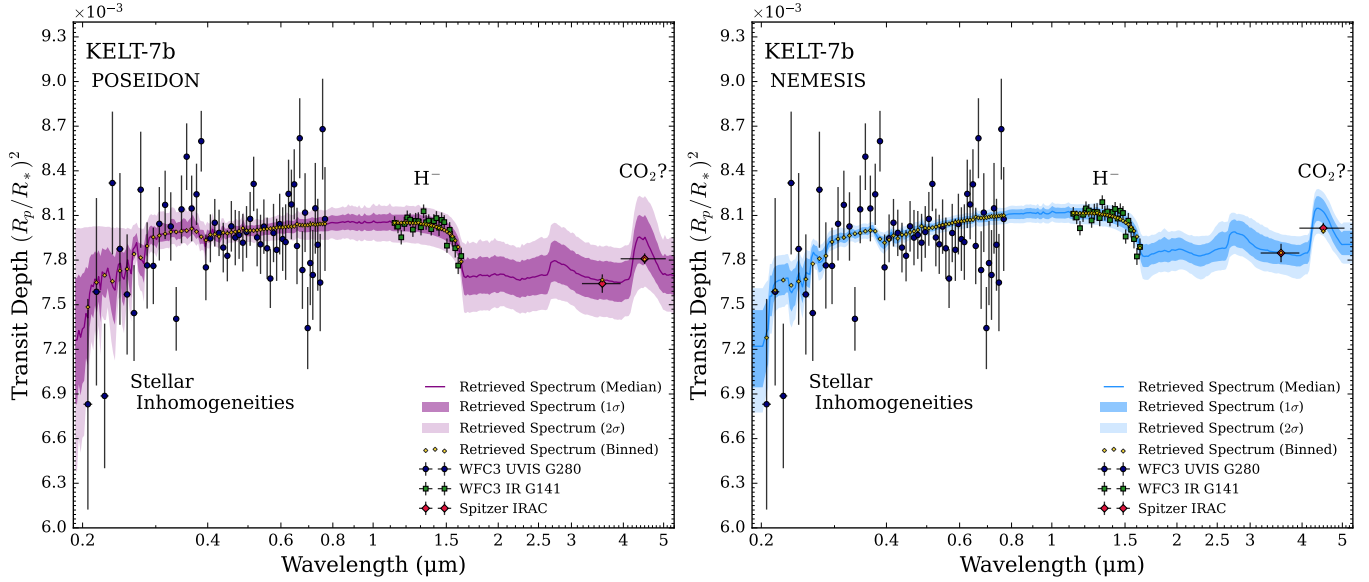 ×10⁻³
KELT-7b
POSEIDON
H⁻
CO₂?
Stellar
Inhomogeneities
Retrieved Spectrum (Median)
Retrieved Spectrum (1σ)
Retrieved Spectrum (2σ)
Retrieved Spectrum (Binned)
WFC3 UVIS G280
WFC3 IR G141
Spitzer IRAC
9.3
9.0
8.7
8.4
8.1
7.8
7.5
7.2
6.9
6.6
6.3
6.0
Transit Depth (R_p/R_*)²
0.2 0.4 0.6 0.8 1 1.5 2 2.5 3 4 5
Wavelength (μm)
×10⁻³
KELT-7b
NEMESIS
H⁻
CO₂?
Stellar
Inhomogeneities
Retrieved Spectrum (Median)
Retrieved Spectrum (1σ)
Retrieved Spectrum (2σ)
Retrieved Spectrum (Binned)
WFC3 UVIS G280
WFC3 IR G141
Spitzer IRAC
9.3
9.0
8.7
8.4
8.1
7.8
7.5
7.2
6.9
6.6
6.3
6.0
Transit Depth (R_p/R_*)²
0.2 0.4 0.6 0.8 1 1.5 2 2.5 3 4 5
Wavelength (μm)